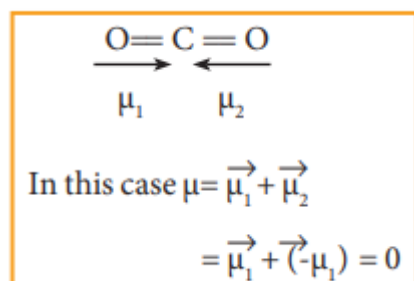 O=C=O
μ₁ μ₂
In this case μ= μ₁⃗ + μ₂⃗
= μ₁⃗ + (⃗-μ₁) = 0